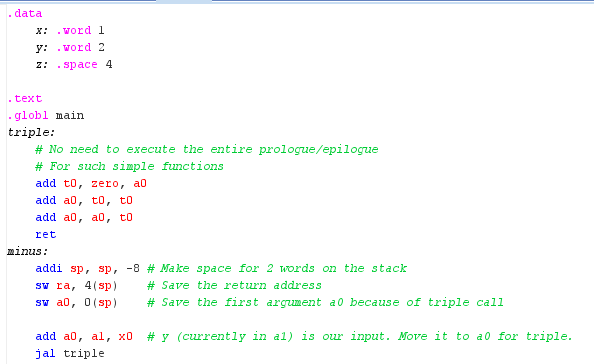 .data
x: .word 1
y: .word 2
z: .space 4
.text
.globl main
triple:
# No need to execute the entire prologue/epilogue
# For such simple functions
add t0, zero, a0
add a0, t0, t0
add a0, a0, t0
ret
minus:
addi sp, sp, -8 # Make space for 2 words on the stack
sw ra, 4(sp) # Save the return address
sw a0, 0(sp) # Save the first argument a0 because of triple call
add a0, a1, x0 # y (currently in a1) is our input. Move it to a0 for triple.
jal triple